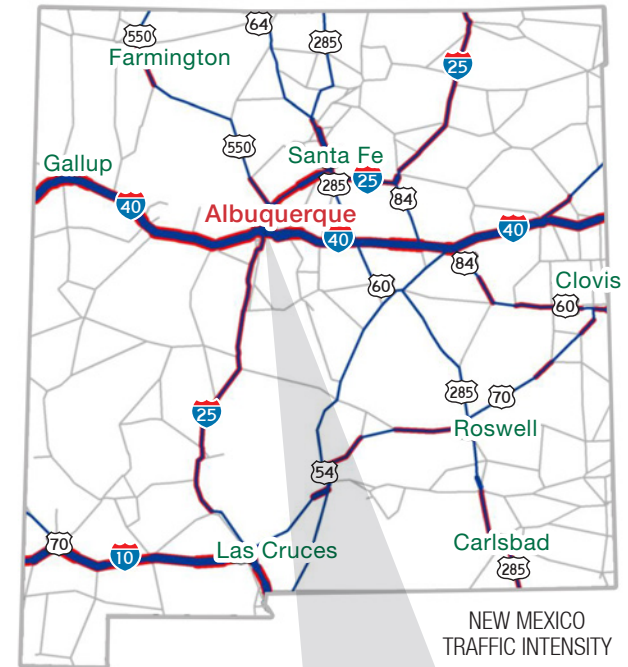 64
550
285
Farmington
25
550
Santa Fe
Gallup
285
25
84
40
Albuquerque
40
40
84
60
Clovis
60
285
70
25
Roswell
54
70
10
Las Cruces
Carlsbad
285
NEW MEXICO
TRAFFIC INTENSITY